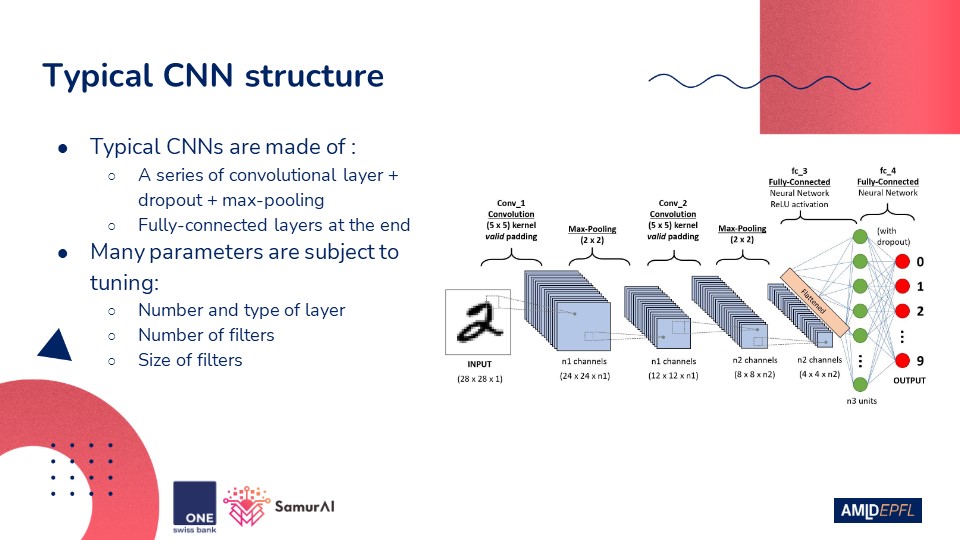 Typical CNN structure
● Typical CNNs are made of :
○ A series of convolutional layer +
dropout + max-pooling
○ Fully-connected layers at the end
● Many parameters are subject to
tuning:
○ Number and type of layer
○ Number of filters
○ Size of filters
Conv_1
Convolution
(5 x 5) kernel
valid padding
Max-Pooling
(2 x 2)
Conv_2
Convolution
(5 x 5) kernel
valid padding
Max-Pooling
(2 x 2)
fc_3
Fully-Connected
Neural Network
ReLU activation
fc_4
Fully-Connected
Neural Network
(with
dropout)
Flattened
0
1
2
9
OUTPUT
INPUT
(28 x 28 x 1)
n1 channels
(24 x 24 x n1)
n1 channels
(12 x 12 x n1)
n2 channels
(8 x 8 x n2)
n2 channels
(4 x 4 x n2)
n3 units
2
ONE
swiss bank
SamurAI
AMLDEPFL